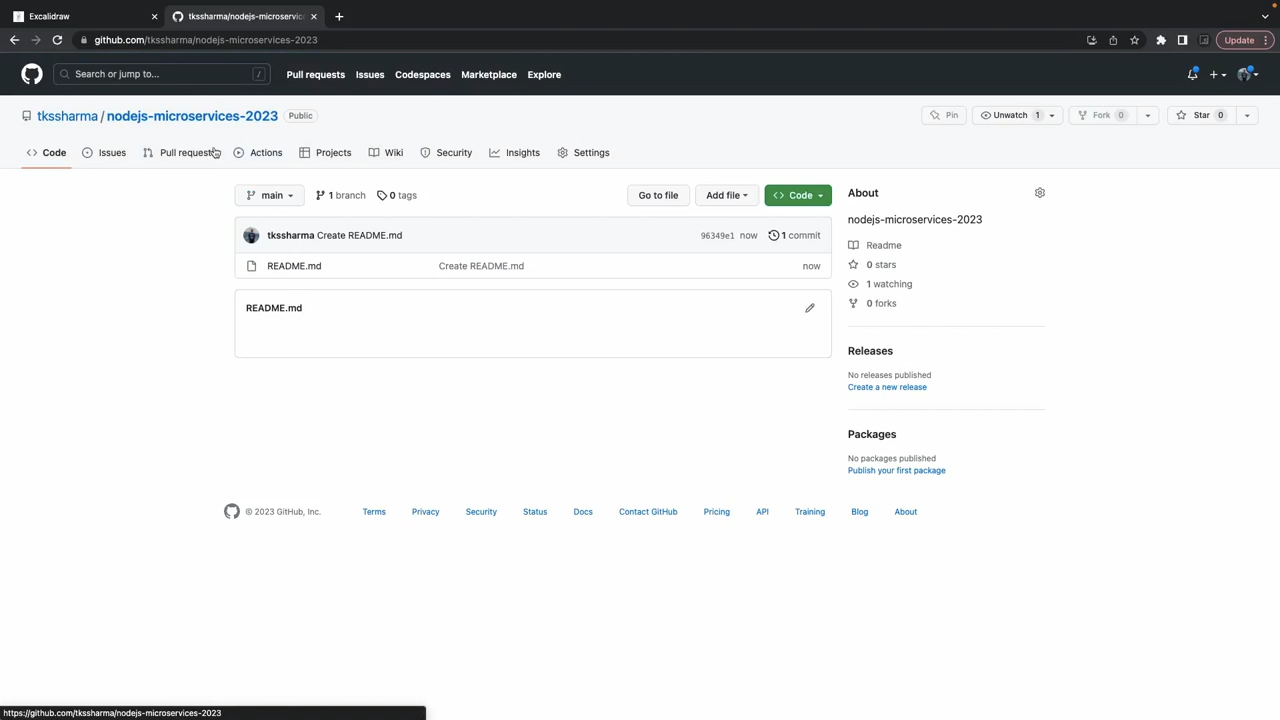 Excalidraw
tkssharma/nodejs-microservic
github.com/tkssharma/nodejs-microservices-2023
Update
Search or jump to...
/
Pull requests Issues Codespaces Marketplace Explore
tkssharma / nodejs-microservices-2023 Public
Pin Unwatch 1 Fork 0 Star 0
Code Issues Pull requests Actions Projects Wiki Security Insights Settings
main 1 branch 0 tags Go to file Add file Code
tkssharma Create README.md 96349e1 now 1 commit
README.md Create README.md now
README.md
About
nodejs-microservices-2023
Readme
0 stars
1 watching
0 forks
Releases
No releases published
Create a new release
Packages
No packages published
Publish your first package
© 2023 GitHub, Inc. Terms Privacy Security Status Docs Contact GitHub Pricing API Training Blog About
https://github.com/tkssharma/nodejs-microservices-2023